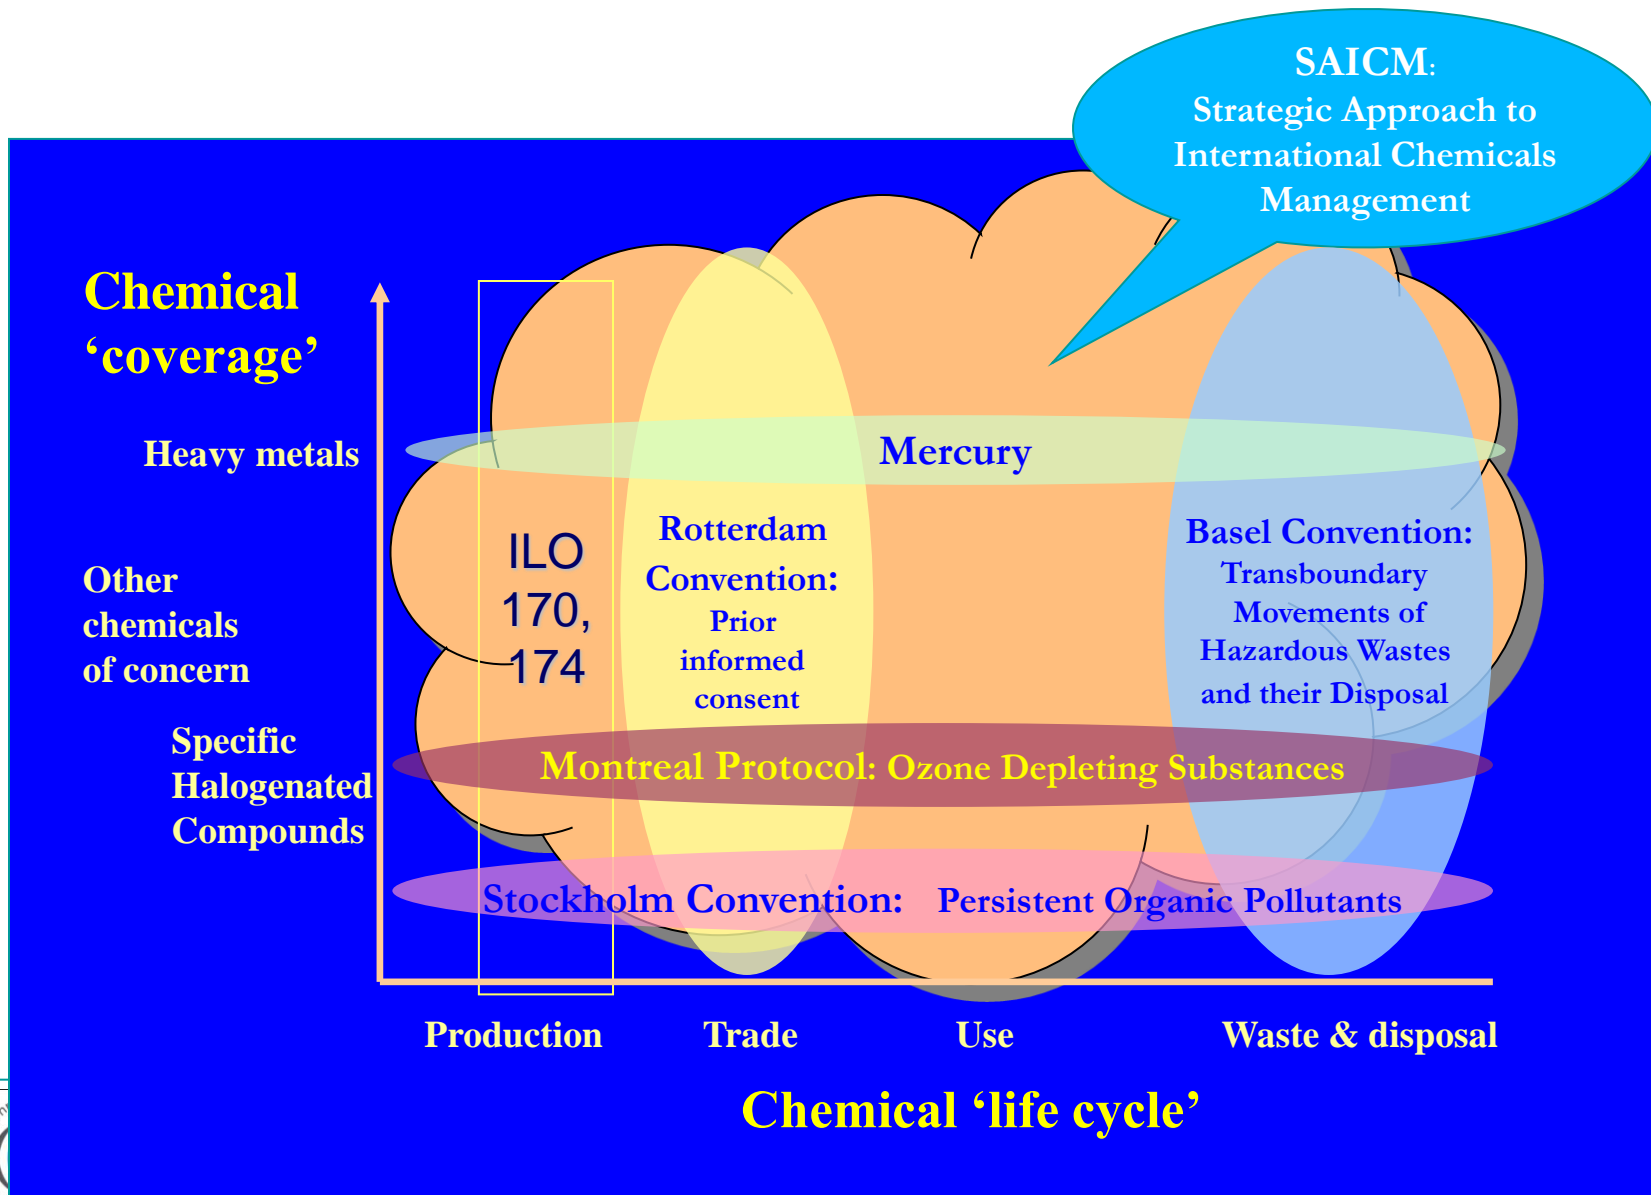 SAICM:
Strategic Approach to
International Chemicals
Management
Chemical
‘coverage’
Heavy metals
Mercury
Other
chemicals
of concern
ILO
170,
174
Rotterdam
Convention:
Prior
informed
consent
Basel Convention:
Transboundary
Movements of
Hazardous Wastes
and their Disposal
Specific
Halogenated
Compounds
Montreal Protocol: Ozone Depleting Substances
Stockholm Convention: Persistent Organic Pollutants
Production
Trade
Use
Waste & disposal
Chemical ‘life cycle’